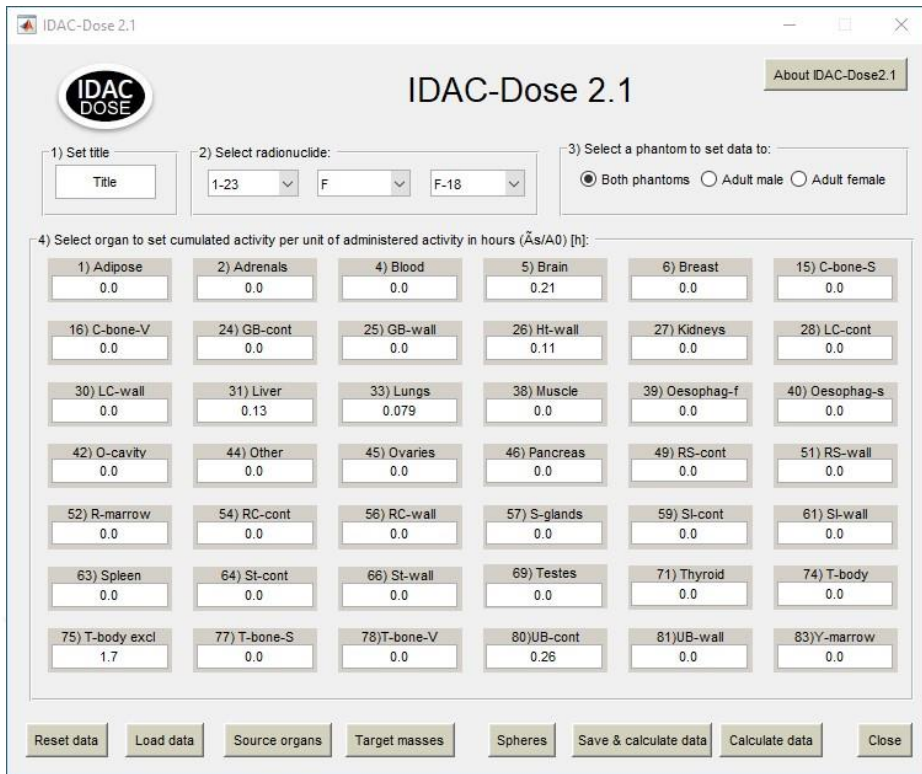 IDAC-Dose 2.1
IDAC
DOSE
IDAC-Dose 2.1
About IDAC-Dose2.1
1) Set title
Title
2) Select radionuclide:
1-23 F F-18
3) Select a phantom to set data to:
Both phantoms Adult male Adult female
4) Select organ to set cumulated activity per unit of administered activity in hours (Ãs/A0) [h]:
1) Adipose 2) Adrenals 4) Blood 5) Brain 6) Breast 15) C-bone-S
0.0 0.0 0.0 0.21 0.0 0.0
16) C-bone-V 24) GB-cont 25) GB-wall 26) Ht-wall 27) Kidneys 28) LC-cont
0.0 0.0 0.0 0.11 0.0 0.0
30) LC-wall 31) Liver 33) Lungs 38) Muscle 39) Oesophag-f 40) Oesophag-s
0.0 0.13 0.079 0.0 0.0 0.0
42) O-cavity 44) Other 45) Ovaries 46) Pancreas 49) RS-cont 51) RS-wall
0.0 0.0 0.0 0.0 0.0 0.0
52) R-marrow 54) RC-cont 56) RC-wall 57) S-glands 59) SI-cont 61) SI-wall
0.0 0.0 0.0 0.0 0.0 0.0
63) Spleen 64) St-cont 66) St-wall 69) Testes 71) Thyroid 74) T-body
0.0 0.0 0.0 0.0 0.0 0.0
75) T-body excl 77) T-bone-S 78)T-bone-V 80)UB-cont 81)UB-wall 83)Y-marrow
1.7 0.0 0.0 0.26 0.0 0.0
Reset data Load data Source organs Target masses Spheres Save & calculate data Calculate data Close